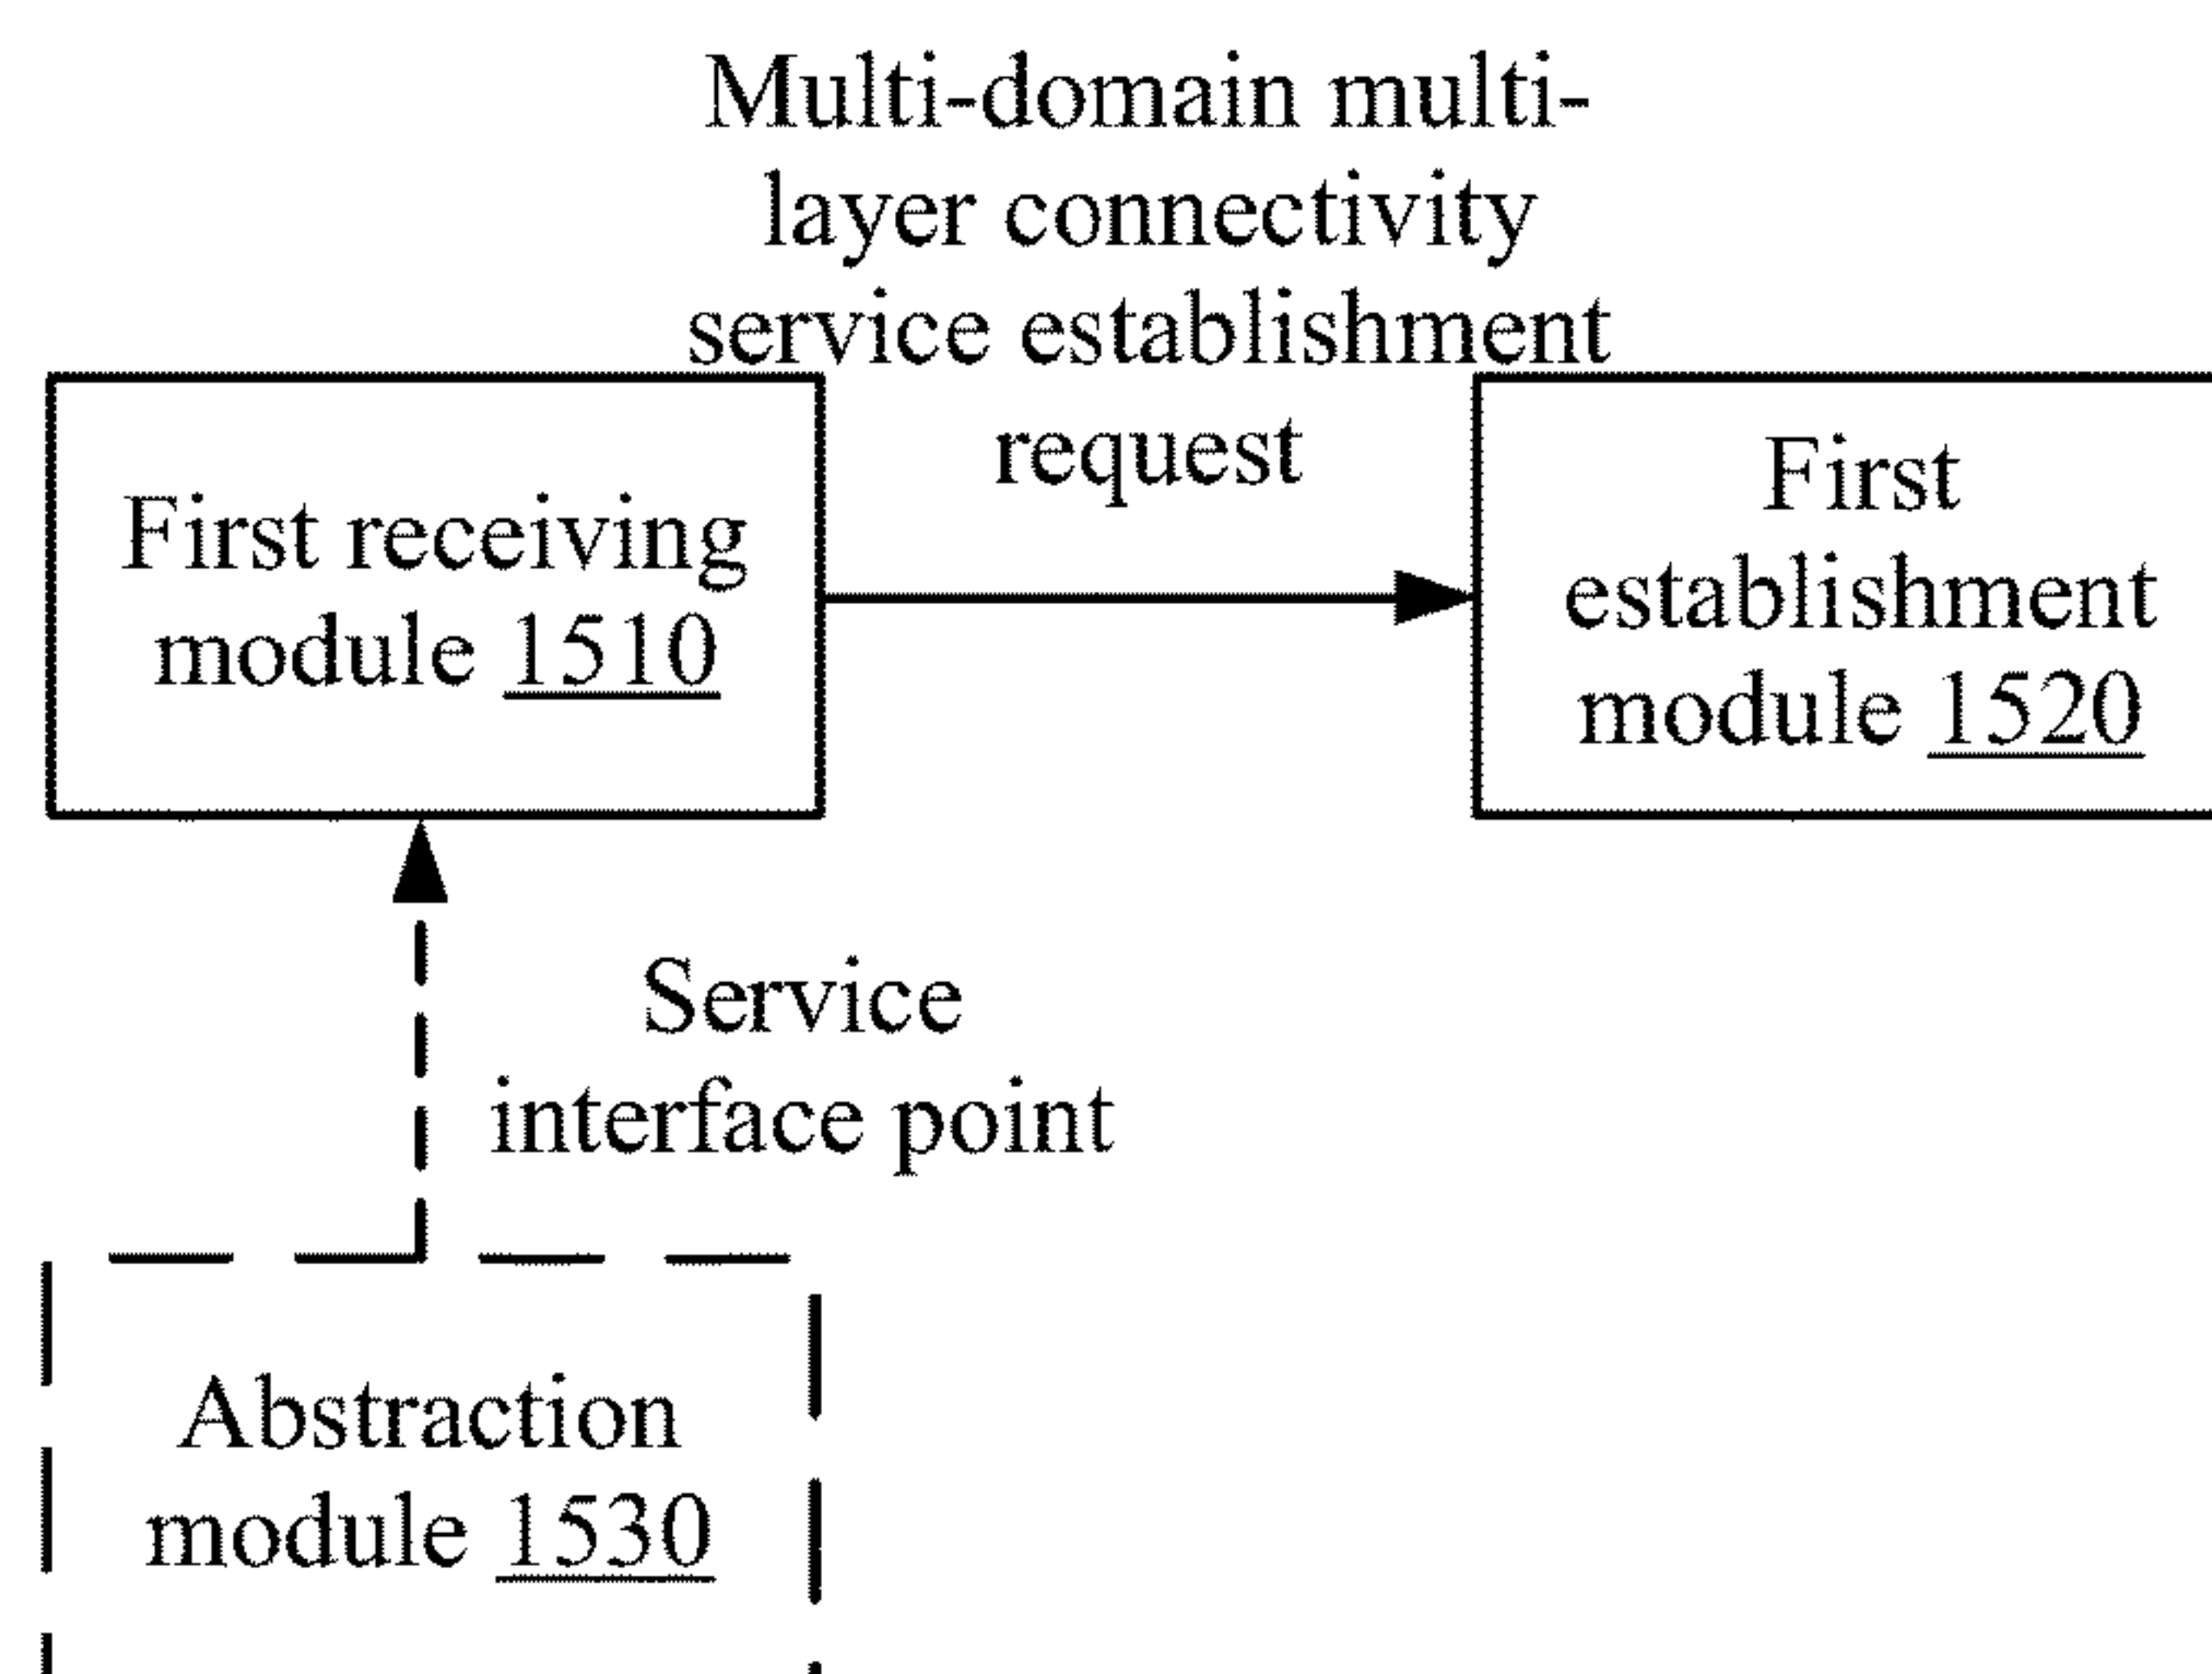 Multi-domain multi-
layer connectivity
service establishment
request
First receiving
module 1510
First
establishment
module 1520
Service
interface point
Abstraction
module 1530